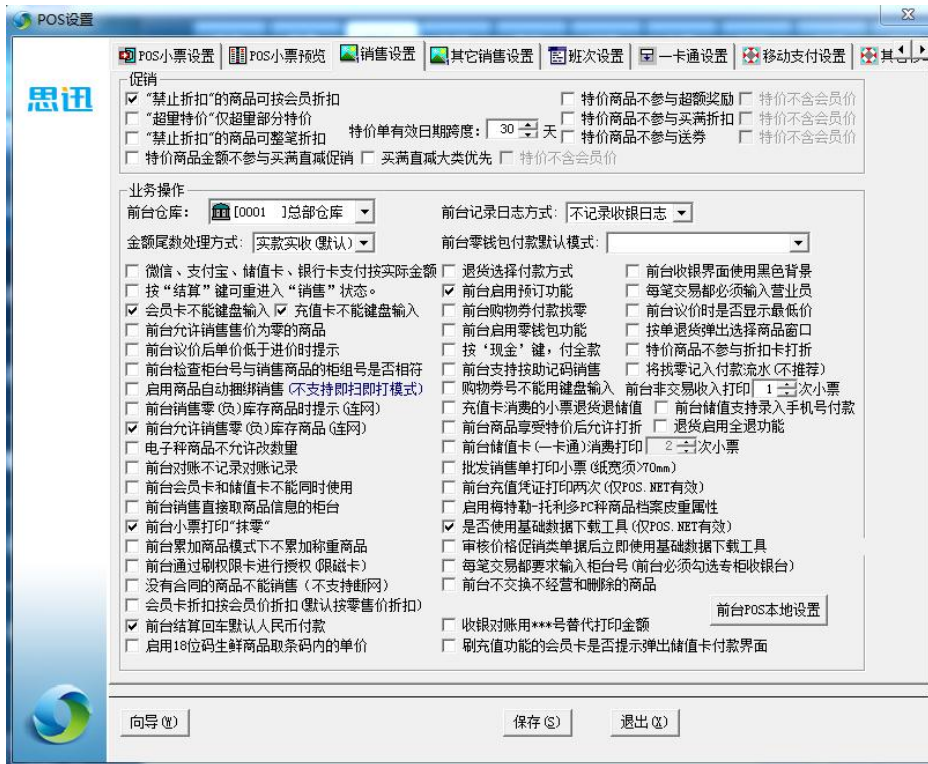 POS设置
POS小票设置 POS小票预览 销售设置 其它销售设置 班次设置 一卡通设置 移动支付设置
思迅
促销
“禁止折扣”的商品可按会员折扣 特价商品不参与超额奖励 特价不含会员价
“超量特价”仅超量部分特价 特价商品不参与买满折扣 特价不含会员价
“禁止折扣”的商品可整笔折扣 特价单有效日期跨度： 30 天 特价商品不参与送券 特价不含会员价
特价商品金额不参与买满直减促销 买满直减大类优先 特价不含会员价
业务操作
前台仓库： [0001 ]总部仓库 前台记录日志方式: 不记录收银日志
金额尾数处理方式: 实款实收(默认) 前台零钱包付款默认模式:
微信、支付宝、储值卡、银行卡支付按实际金额 退货选择付款方式 前台收银界面使用黑色背景
按“结算”键可重进入“销售”状态。 前台启用预订功能 每笔交易都必须输入营业员
会员卡不能键盘输入 充值卡不能键盘输入 前台购物券付款找零 前台议价时是否显示最低价
前台允许销售售价为零的商品 前台启用零钱包功能 按单退货弹出选择商品窗口
前台议价后单价低于进价时提示 按‘现金’键，付全款 特价商品不参与折扣卡打折
前台检查柜台号与销售商品的柜组号是否相符 前台支持按助记码销售 将找零记入付款流水(不推荐)
启用商品自动捆绑销售(不支持即扫即打模式) 购物券号不能用键盘输入 前台非交易收入打印 1 次小票
前台销售零(负)库存商品时提示(连网) 充值卡消费的小票退货退储值 前台储值支持录入手机号付款
前台允许销售零(负)库存商品(连网) 前台商品享受特价后允许打折 退货启用全退功能
电子秤商品不允许改数量 前台储值卡(一卡通)消费打印 2 次小票
前台对账不记录对账记录 批发销售单打印小票(纸宽须>70mm)
前台会员卡和储值卡不能同时使用 前台充值凭证打印两次(仅POS.NET有效)
前台销售直接取商品信息的柜台 启用梅特勒-托利多PC秤商品档案皮重属性
前台小票打印“抹零” 是否使用基础数据下载工具(仅POS.NET有效)
前台累加商品模式下不累加称重商品 审核价格促销类单据后立即使用基础数据下载工具
前台通过刷权限卡进行授权(限磁卡) 每笔交易都要求输入柜台号(前台必须勾选专柜收银台)
没有合同的商品不能销售（不支持断网） 前台不交换不经营和删除的商品
会员卡折扣按会员价折扣(默认按零售价折扣) 前台POS本地设置
前台结算回车默认人民币付款 收银对账用***号替代打印金额
启用18位码生鲜商品取条码内的单价 刷充值功能的会员卡是否提示弹出储值卡付款界面
向导(W) 保存(S) 退出(X)